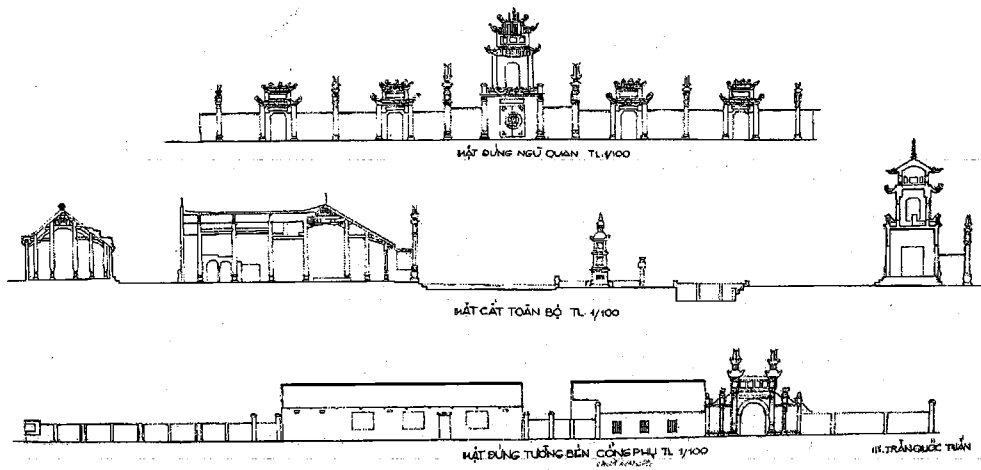 MẶT ĐỨNG NGŨ QUAN TL. 1/100
MẶT CẮT TOÀN BỘ TL. 1/100
MẶT ĐỨNG TƯỜNG BÊN CỔNG PHỤ TL 1/100
TRẦN QUỐC TUẤN